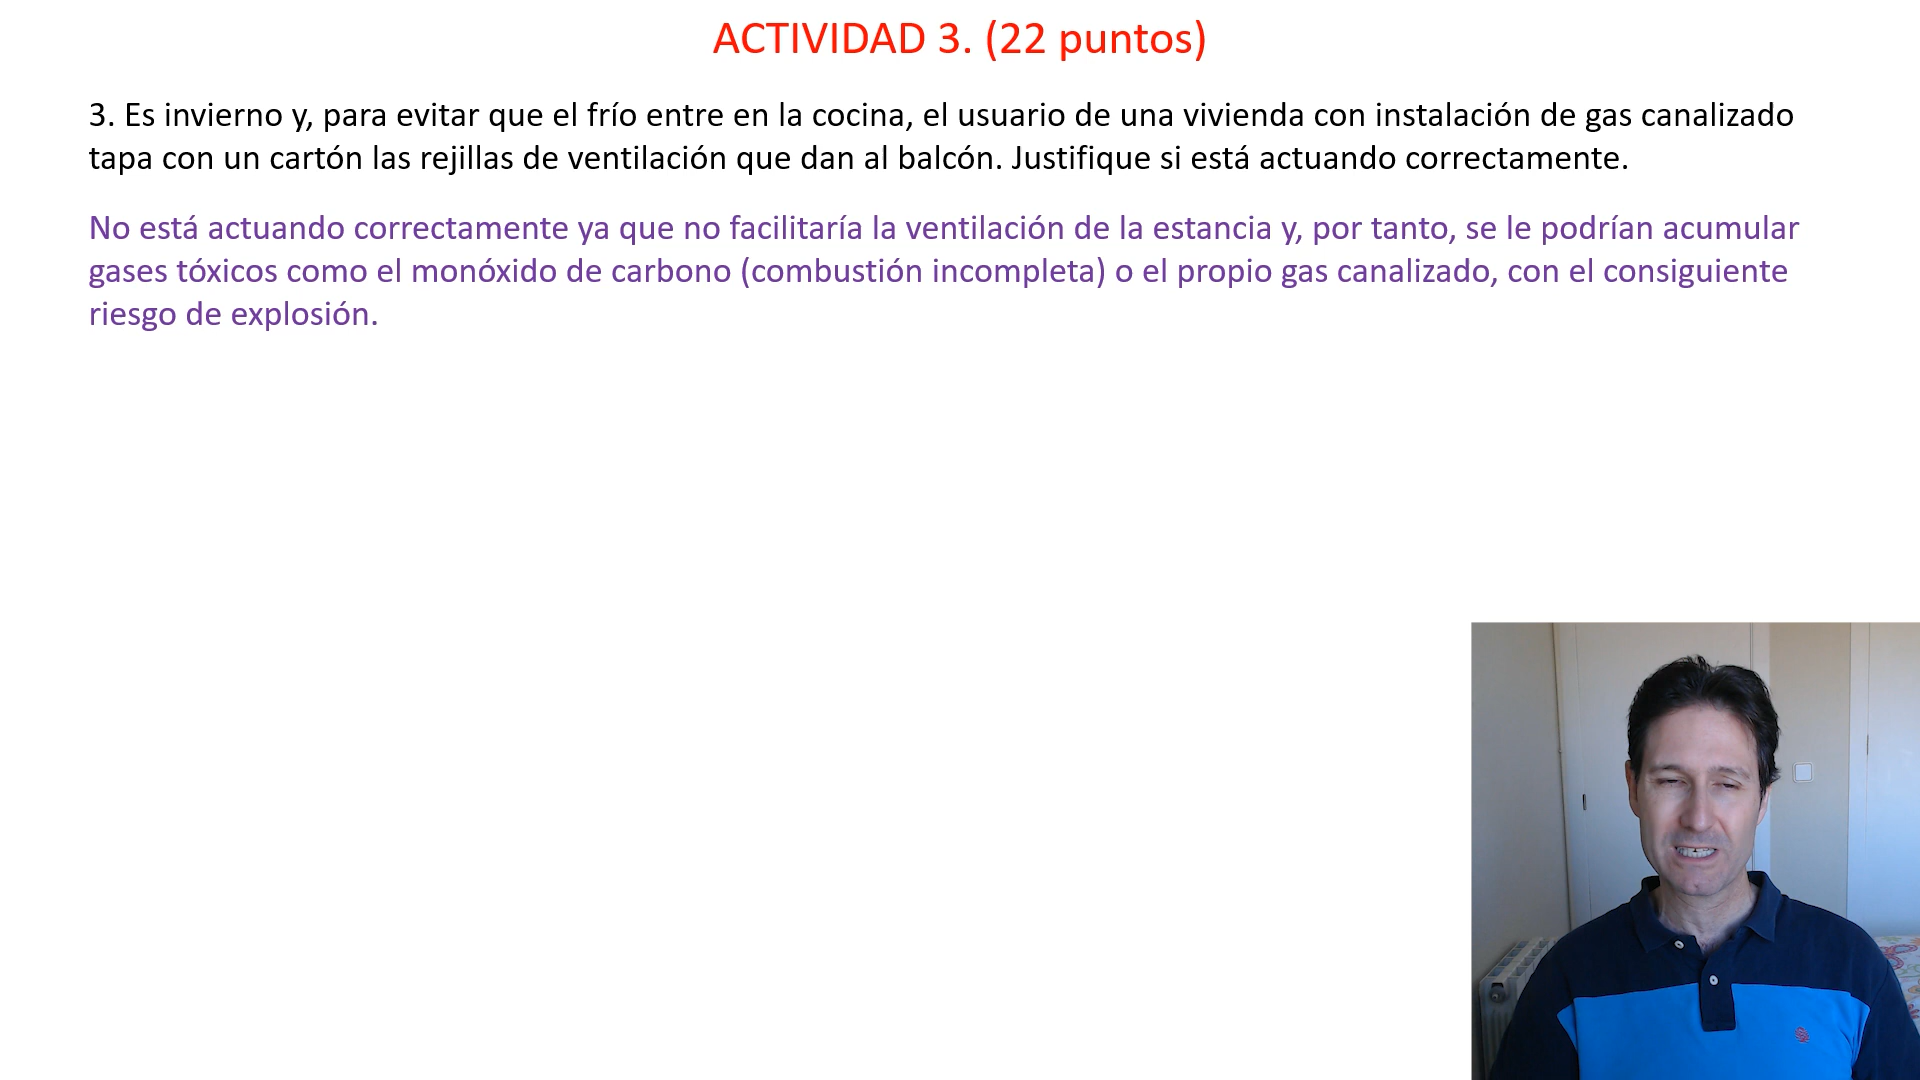 ACTIVIDAD 3. (22 puntos)
3. Es invierno y, para evitar que el frío entre en la cocina, el usuario de una vivienda con instalación de gas canalizado
tapa con un cartón las rejillas de ventilación que dan al balcón. Justifique si está actuando correctamente.
No está actuando correctamente ya que no facilitaría la ventilación de la estancia y, por tanto, se le podrían acumular
gases tóxicos como el monóxido de carbono (combustión incompleta) o el propio gas canalizado, con el consiguiente
riesgo de explosión.